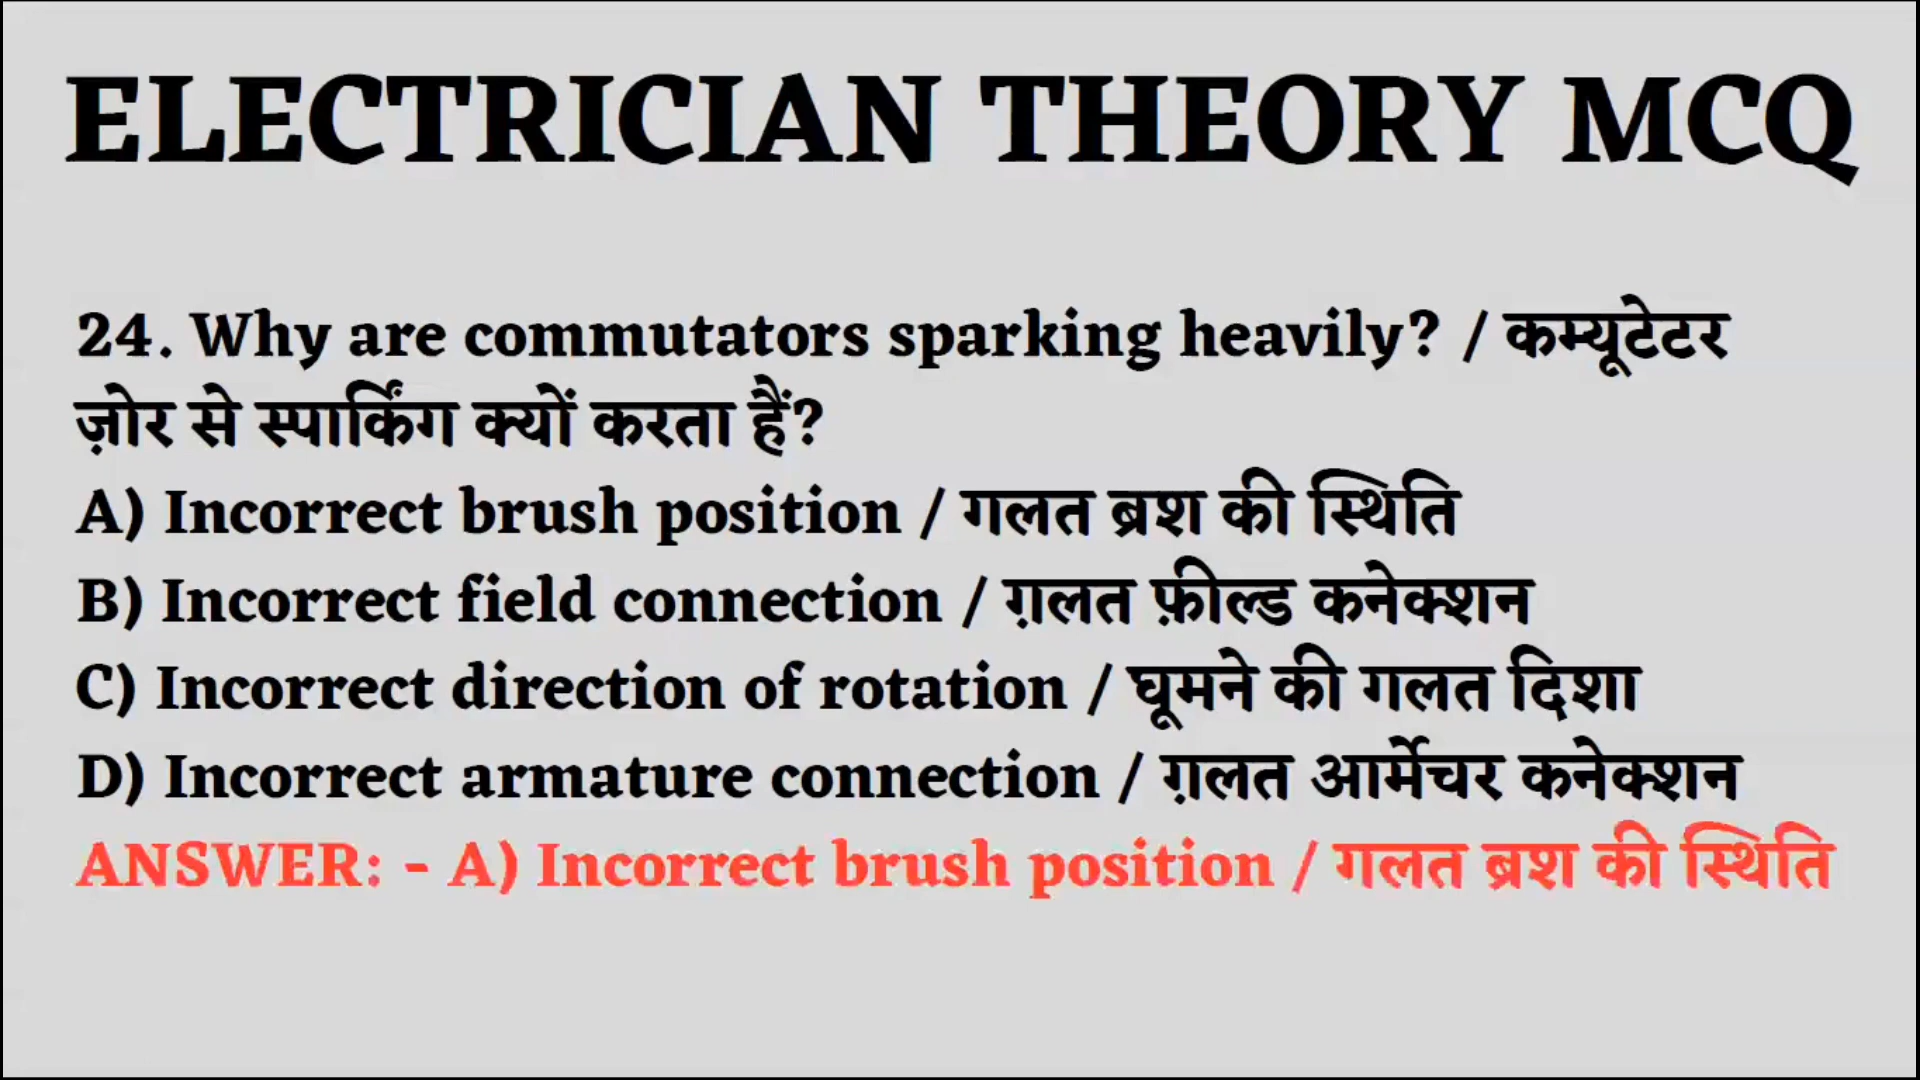 ELECTRICIAN THEORY MCQ
24. Why are commutators sparking heavily? / कम्यूटेटर
ज़ोर से स्पार्किंग क्यों करता हैं?
A) Incorrect brush position / गलत ब्रश की स्थिति
B) Incorrect field connection / ग़लत फ़ील्ड कनेक्शन
C) Incorrect direction of rotation / घूमने की गलत दिशा
D) Incorrect armature connection / ग़लत आर्मेचर कनेक्शन
ANSWER: - A) Incorrect brush position / गलत ब्रश की स्थिति